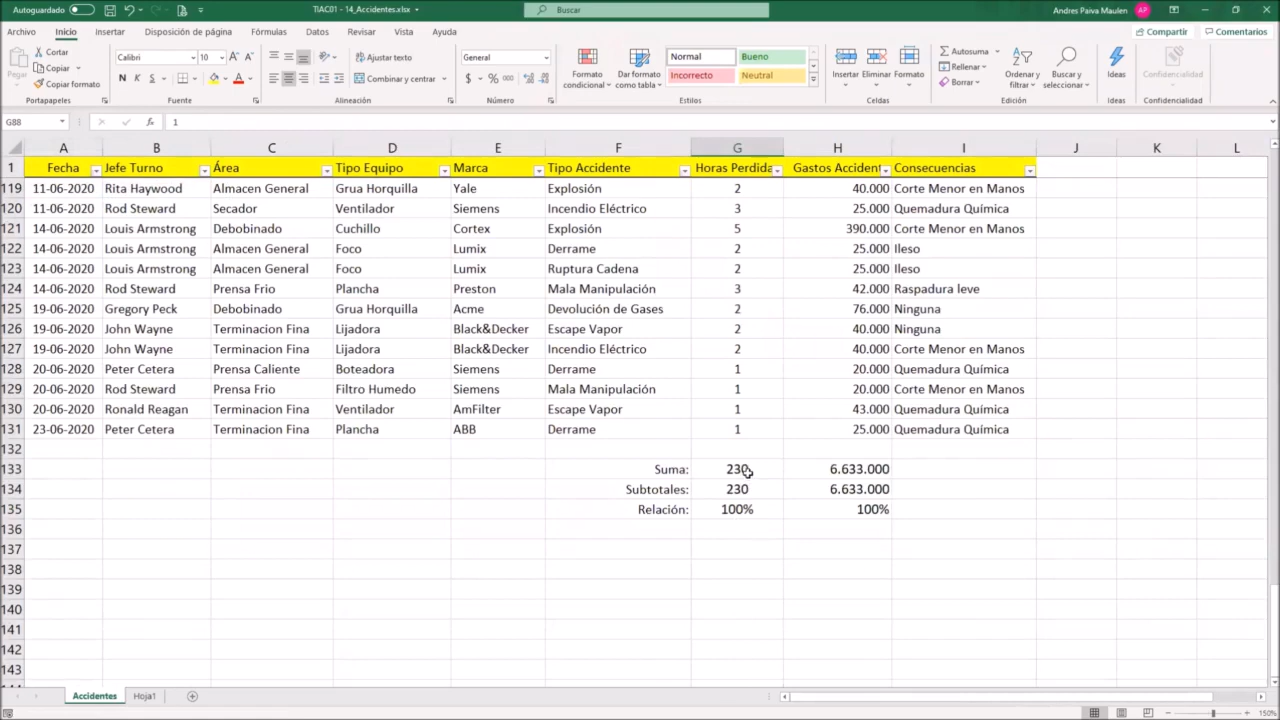 Autoguardado TIAC01 - 14_Accidentes.xlsx Buscar Andres Paiva Maulen AP
Archivo Inicio Insertar Disposición de página Fórmulas Datos Revisar Vista Ayuda Compartir Comentarios
Pegar Cortar Copiar Copiar formato Calibri 10 Ajustar texto Combinar y centrar General Formato condicional Dar formato como tabla Normal Bueno Incorrecto Neutral Insertar Eliminar Formato Autosuma Rellenar Borrar Ordenar y filtrar Buscar y seleccionar Ideas Confidencialidad
Portapapeles Fuente Alineación Número Estilos Celdas Edición Ideas Confidencialidad
G88 fx 1
A B C D E F G H I J K L
1 Fecha Jefe Turno Área Tipo Equipo Marca Tipo Accidente Horas Perdida Gastos Accident Consecuencias
119 11-06-2020 Rita Haywood Almacen General Grua Horquilla Yale Explosión 2 40.000 Corte Menor en Manos
120 11-06-2020 Rod Steward Secador Ventilador Siemens Incendio Eléctrico 3 25.000 Quemadura Química
121 14-06-2020 Louis Armstrong Debobinado Cuchillo Cortex Explosión 5 390.000 Corte Menor en Manos
122 14-06-2020 Louis Armstrong Almacen General Foco Lumix Derrame 2 25.000 Ileso
123 14-06-2020 Louis Armstrong Almacen General Foco Lumix Ruptura Cadena 2 25.000 Ileso
124 14-06-2020 Rod Steward Prensa Frio Plancha Preston Mala Manipulación 3 42.000 Raspadura leve
125 19-06-2020 Gregory Peck Debobinado Grua Horquilla Acme Devolución de Gases 2 76.000 Ninguna
126 19-06-2020 John Wayne Terminacion Fina Lijadora Black&Decker Escape Vapor 2 40.000 Ninguna
127 19-06-2020 John Wayne Terminacion Fina Lijadora Black&Decker Incendio Eléctrico 2 40.000 Corte Menor en Manos
128 20-06-2020 Peter Cetera Prensa Caliente Boteadora Siemens Derrame 1 20.000 Quemadura Química
129 20-06-2020 Rod Steward Prensa Frio Filtro Humedo Siemens Mala Manipulación 1 20.000 Corte Menor en Manos
130 20-06-2020 Ronald Reagan Terminacion Fina Ventilador AmFilter Escape Vapor 1 43.000 Quemadura Química
131 23-06-2020 Peter Cetera Terminacion Fina Plancha ABB Derrame 1 25.000 Quemadura Química
132
133 Suma: 230 6.633.000
134 Subtotales: 230 6.633.000
135 Relación: 100% 100%
136
137
138
139
140
141
142
143
Accidentes Hoja1
150%